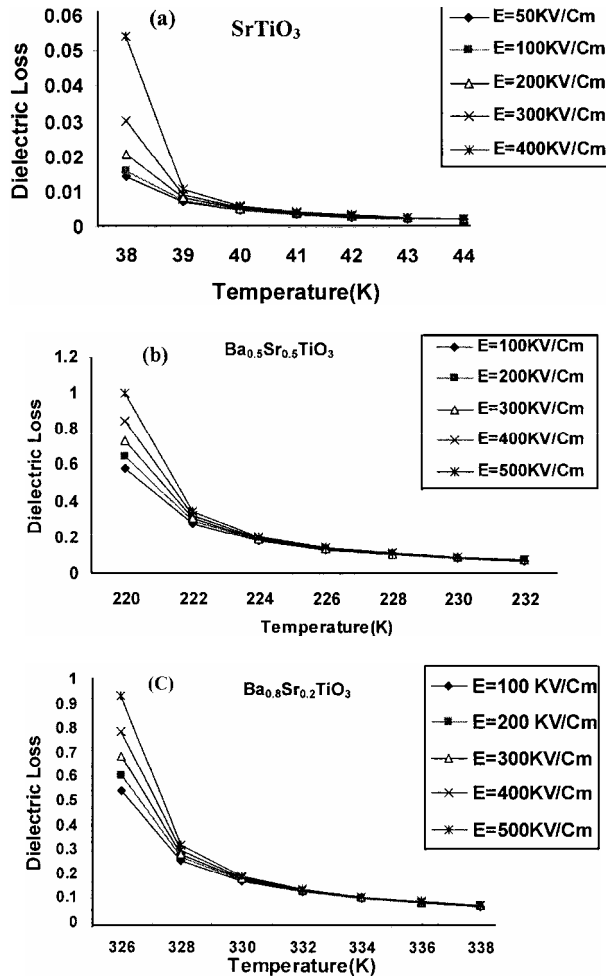 (a)
SrTiO3
0.06
0.05
0.04
0.03
0.02
0.01
0
Dielectric Loss
38 39 40 41 42 43 44
Temperature(K)
E=50KV/Cm
E=100KV/Cm
E=200KV/Cm
E=300KV/Cm
E=400KV/Cm
(b)
Ba0.5Sr0.5TiO3
1.2
1
0.8
0.6
0.4
0.2
0
Dielectric Loss
220 222 224 226 228 230 232
Temperature(K)
E=100KV/Cm
E=200KV/Cm
E=300KV/Cm
E=400KV/Cm
E=500KV/Cm
(C)
Ba0.8Sr0.2TiO3
1
0.9
0.8
0.7
0.6
0.5
0.4
0.3
0.2
0.1
0
Dielectric Loss
326 328 330 332 334 336 338
Temperature(K)
E=100 KV/Cm
E=200 KV/Cm
E=300KV/Cm
E=400KV/Cm
E=500KV/Cm